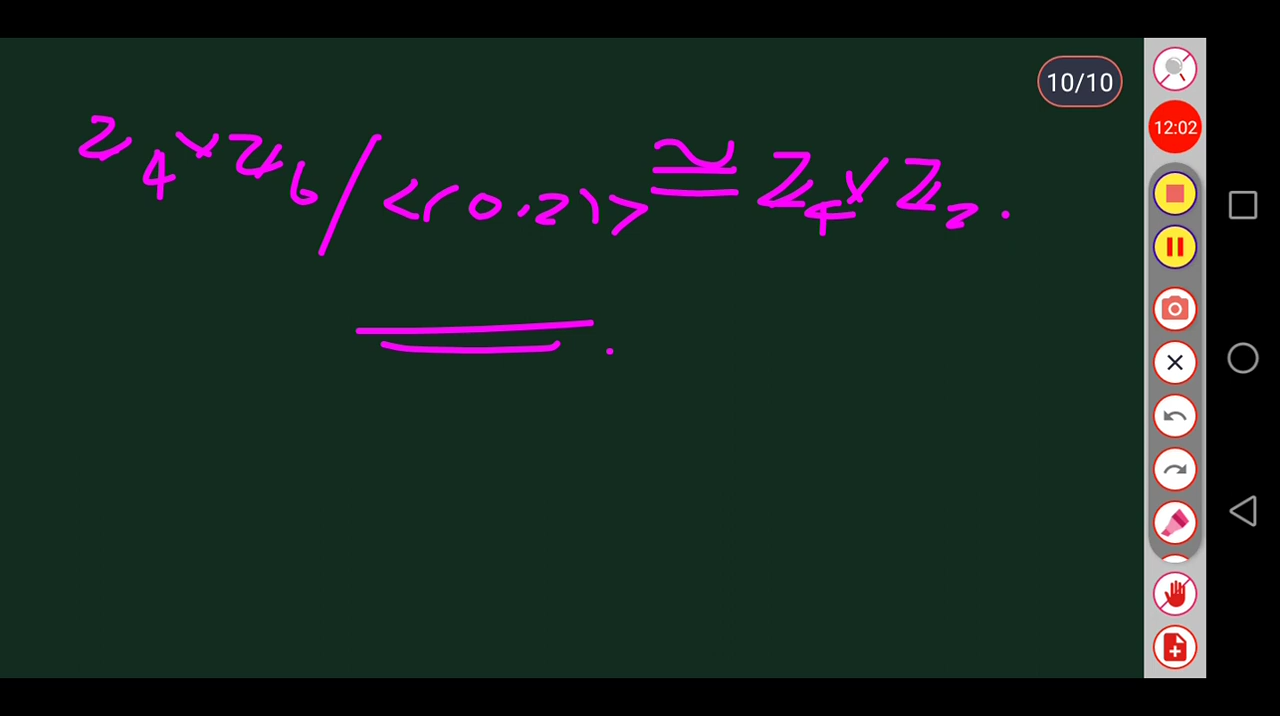 10/10
12:02
Z₄ × Z₆ / <(0,2)> ≅ Z₄ × Z₂.